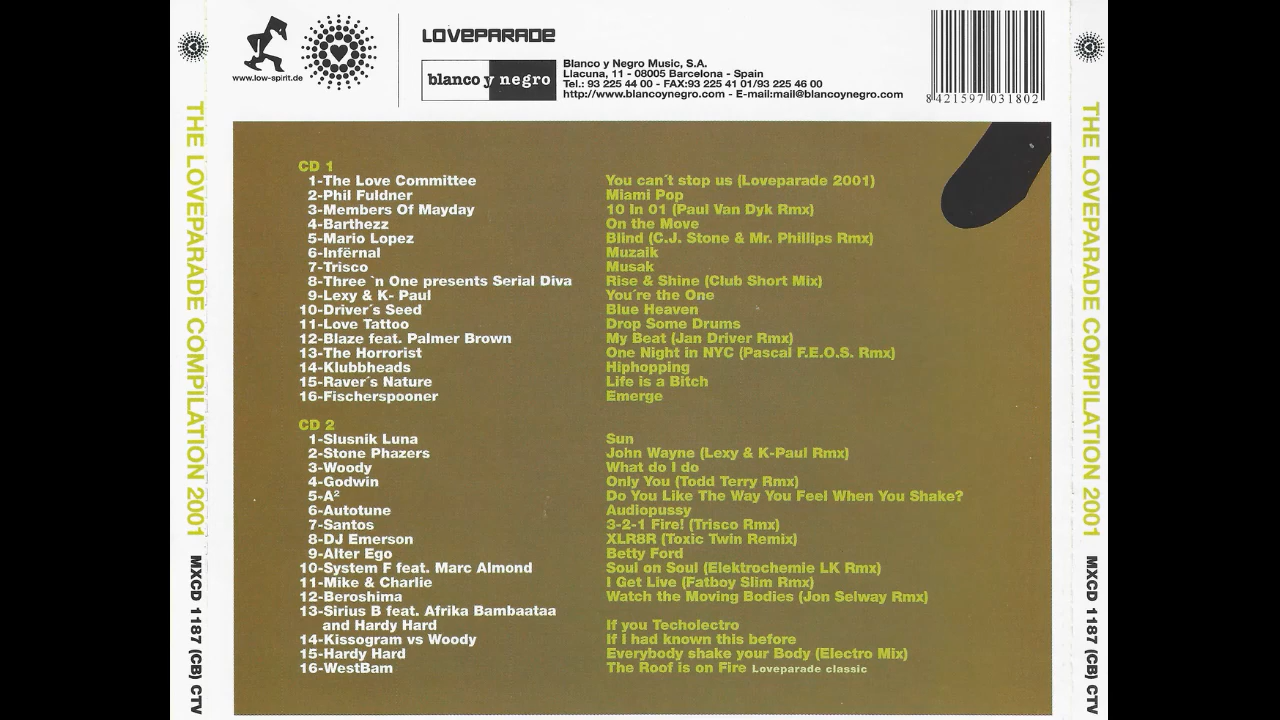 www.low-spirit.de
LOVEPARADE
blanco y negro
Blanco y Negro Music, S.A.
Llacuna, 11 - 08005 Barcelona - Spain
Tel.: 93 225 44 00 - FAX:93 225 41 01/93 225 46 00
http://www.blancoynegro.com - E-mail:mail@blancoynegro.com
8 421597 031802
THE LOVEPARADE COMPILATION 2001 MXCD 1187 (CB) CTV
CD 1
1-The Love Committee You can´t stop us (Loveparade 2001)
2-Phil Fuldner Miami Pop
3-Members Of Mayday 10 In 01 (Paul Van Dyk Rmx)
4-Barthezz On the Move
5-Mario Lopez Blind (C.J. Stone & Mr. Phillips Rmx)
6-Infërnal Muzaik
7-Trisco Musak
8-Three `n One presents Serial Diva Rise & Shine (Club Short Mix)
9-Lexy & K- Paul You´re the One
10-Driver´s Seed Blue Heaven
11-Love Tattoo Drop Some Drums
12-Blaze feat. Palmer Brown My Beat (Jan Driver Rmx)
13-The Horrorist One Night in NYC (Pascal F.E.O.S. Rmx)
14-Klubbheads Hiphopping
15-Raver´s Nature Life is a Bitch
16-Fischerspooner Emerge
CD 2
1-Slusnik Luna Sun
2-Stone Phazers John Wayne (Lexy & K-Paul Rmx)
3-Woody What do I do
4-Godwin Only You (Todd Terry Rmx)
5-A² Do You Like The Way You Feel When You Shake?
6-Autotune Audiopussy
7-Santos 3-2-1 Fire! (Trisco Rmx)
8-DJ Emerson XLR8R (Toxic Twin Remix)
9-Alter Ego Betty Ford
10-System F feat. Marc Almond Soul on Soul (Elektrochemie LK Rmx)
11-Mike & Charlie I Get Live (Fatboy Slim Rmx)
12-Beroshima Watch the Moving Bodies (Jon Selway Rmx)
13-Sirius B feat. Afrika Bambaataa
and Hardy Hard If you Techolectro
14-Kissogram vs Woody If I had known this before
15-Hardy Hard Everybody shake your Body (Electro Mix)
16-WestBam The Roof is on Fire Loveparade classic
THE LOVEPARADE COMPILATION 2001 MXCD 1187 (CB) CTV